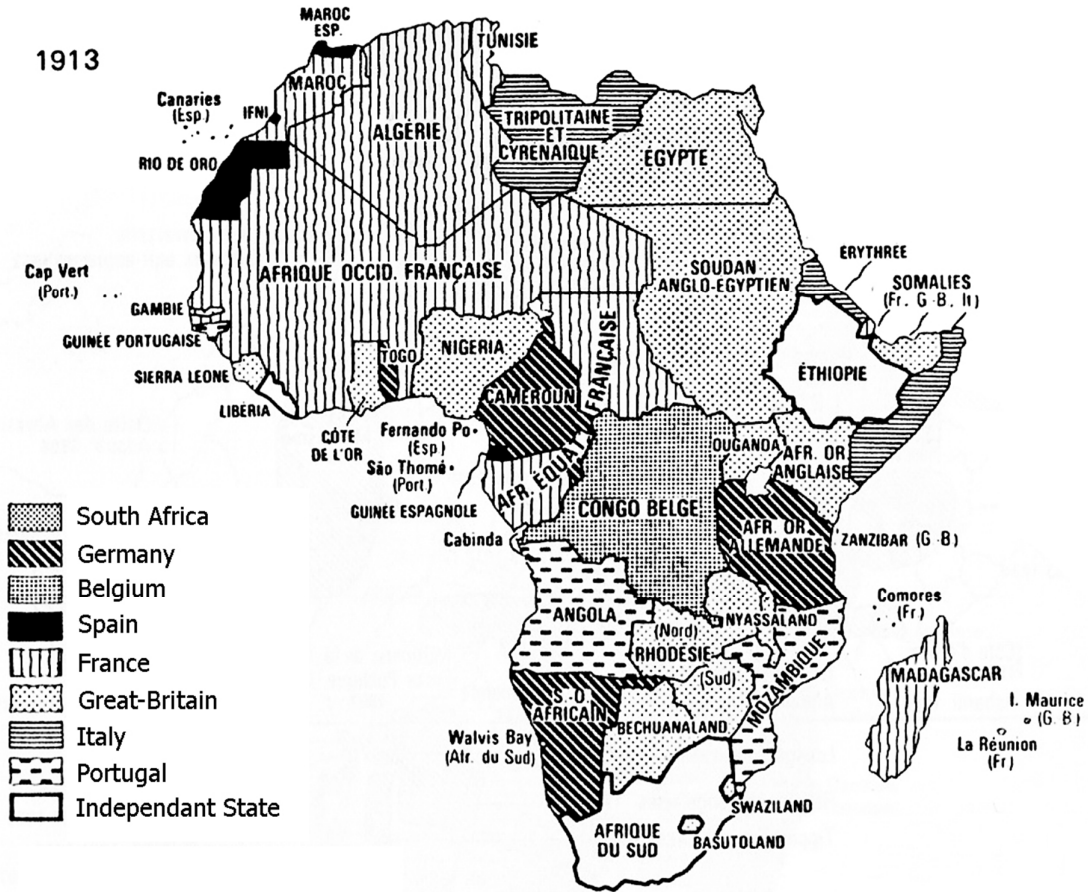 1913
MAROC
ESP.
TUNISIE
MAROC
Canaries
(Esp.)
IFNI
ALGÉRIE
TRIPOLITAINE
ET
CYRÉNAÏQUE
ÉGYPTE
RIO DE ORO
AFRIQUE OCCID. FRANÇAISE
SOUDAN
ANGLO-EGYPTIEN
ERYTHREE
SOMALIES
(Fr. G-B. It)
Cap Vert
(Port.)
GAMBIE
GUINÉE PORTUGAISE
SIERRA LEONE
LIBÉRIA
TOGO
NIGERIA
CÔTE
DE L'OR
CAMEROUN
AFR. ÉQUAT FRANÇAISE
ÉTHIOPIE
Fernando Po
(Esp)
São Thomé
(Port.)
GUINÉE ESPAGNOLE
OUGANDA
AFR. OR
ANGLAISE
CONGO BELGE
Cabinda
AFR. OR
ALLEMANDE
ZANZIBAR (G-B)
Comores
(Fr.)
ANGOLA
NYASSALAND
(Nord)
RHODÉSIE
(Sud)
MOZAMBIQUE
MADAGASCAR
I. Maurice
(G. B)
La Réunion
(Fr)
S.-O.
AFRICAIN
BECHUANALAND
Walvis Bay
(Afr. du Sud)
SWAZILAND
AFRIQUE
DU SUD
BASUTOLAND
South Africa
Germany
Belgium
Spain
France
Great-Britain
Italy
Portugal
Independant State